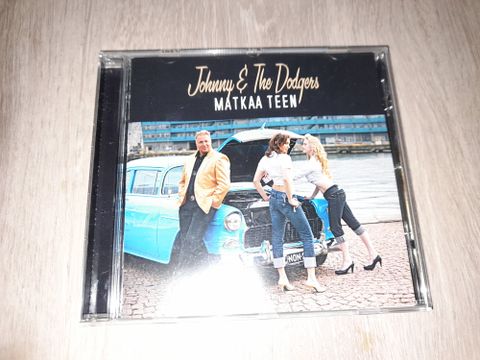 Johnny & The Dodgers
MATKAA TEEN